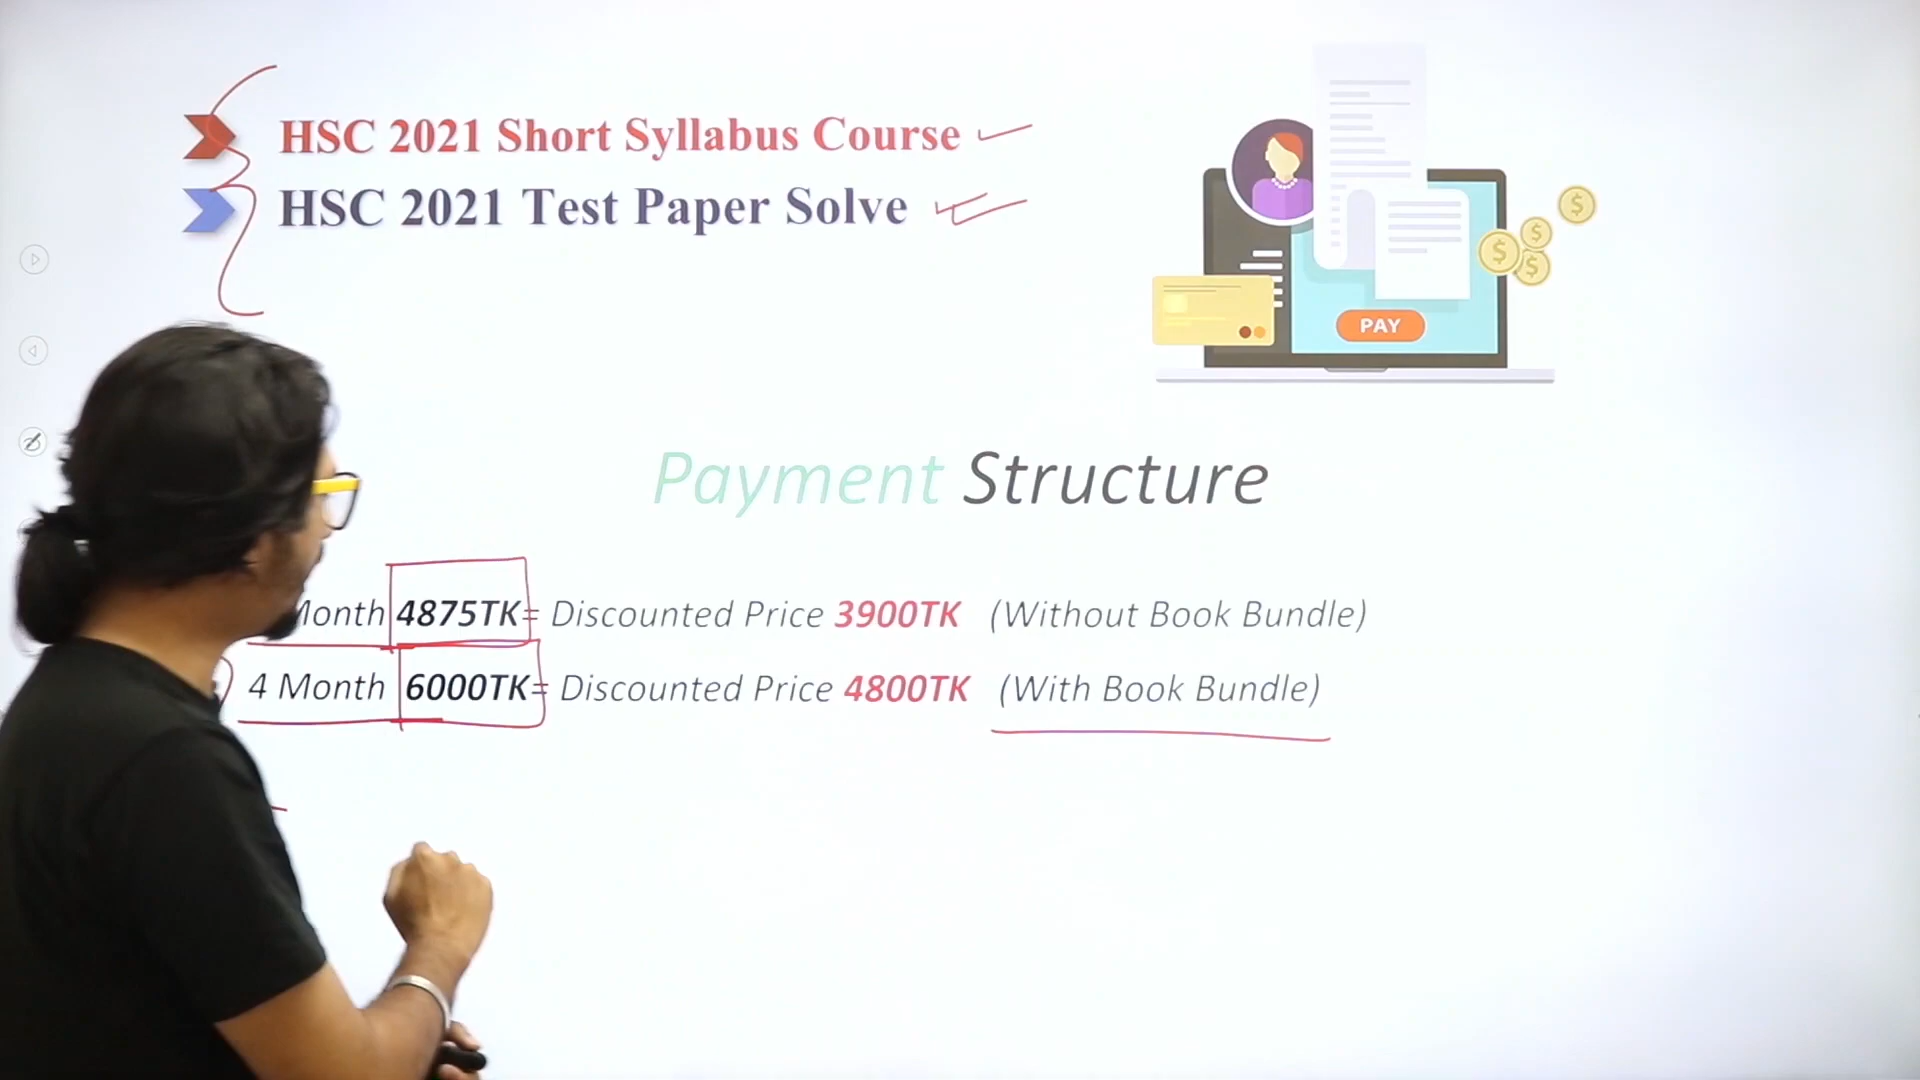 HSC 2021 Short Syllabus Course
HSC 2021 Test Paper Solve
PAY
Payment Structure
Month 4875TK= Discounted Price 3900TK (Without Book Bundle)
4 Month 6000TK= Discounted Price 4800TK (With Book Bundle)